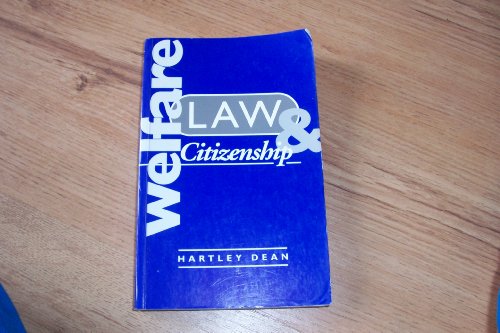 Welfare
LAW
&
Citizenship
HARTLEY DEAN